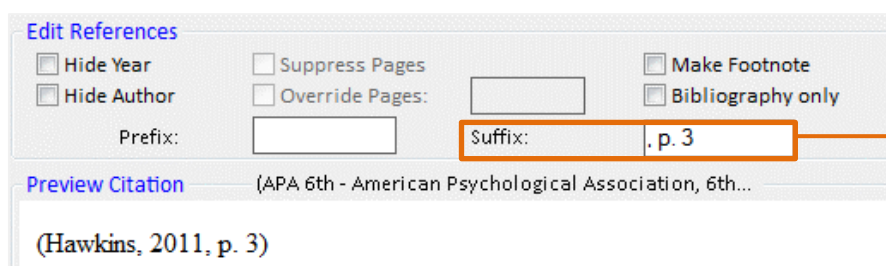 Edit References
Hide Year Suppress Pages Make Footnote
Hide Author Override Pages: Bibliography only
Prefix: Suffix: , p. 3
Preview Citation (APA 6th - American Psychological Association, 6th...
(Hawkins, 2011, p. 3)